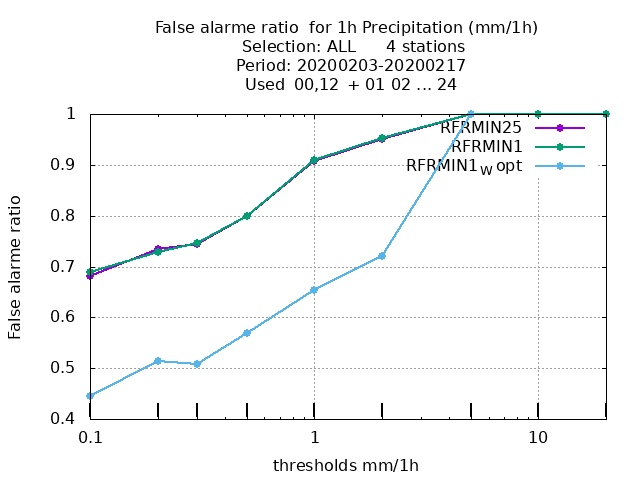 False alarme ratio for 1h Precipitation (mm/1h)
Selection: ALL 4 stations
Period: 20200203-20200217
Used 00,12 + 01 02 ... 24
RFRMIN25
RFRMIN1
RFRMIN1W opt
1
0.9
0.8
0.7
0.6
0.5
0.4
False alarme ratio
0.1 1 10
thresholds mm/1h